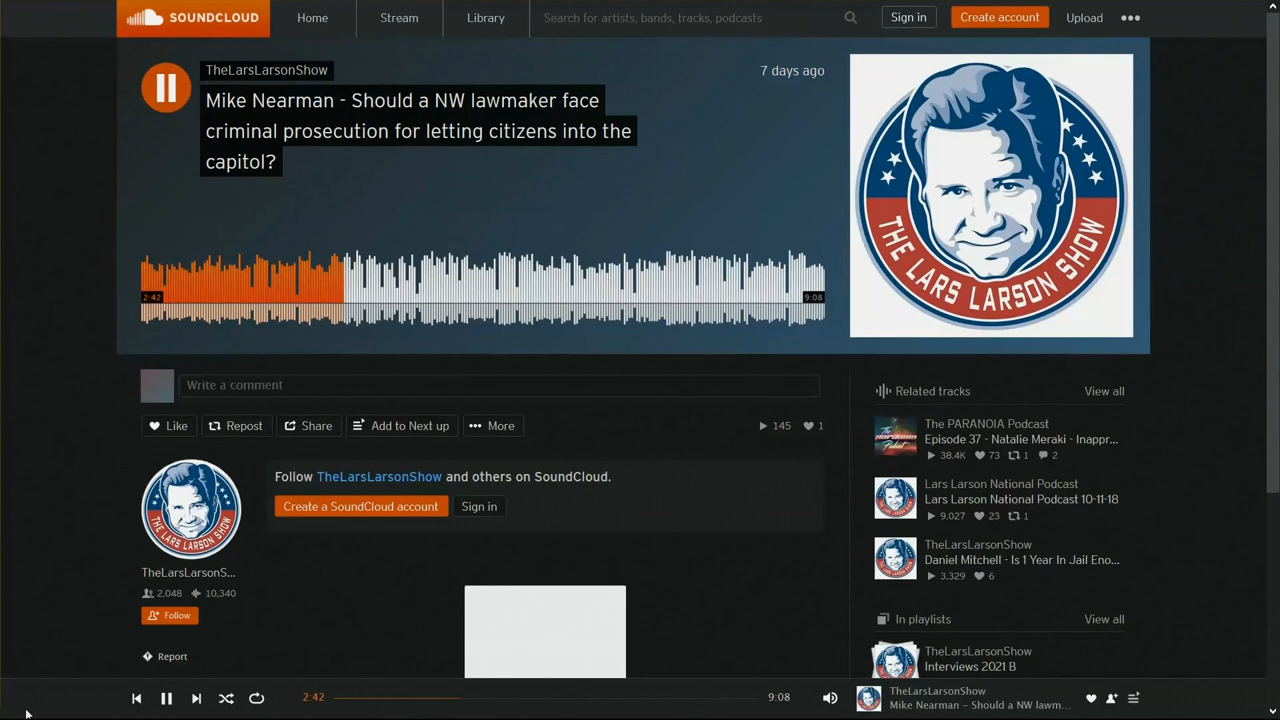 SOUNDCLOUD
Home
Stream
Library
Search for artists, bands, tracks, podcasts
Sign in
Create account
Upload
TheLarsLarsonShow
7 days ago
Mike Nearman - Should a NW lawmaker face
criminal prosecution for letting citizens into the
capitol?
2:42
9:08
THE LARS LARSON SHOW
Write a comment
Like
Repost
Share
Add to Next up
More
145
1
THE LARS LARSON SHOW
TheLarsLarsonS...
2,048
10,340
Follow
Report
Follow TheLarsLarsonShow and others on SoundCloud.
Create a SoundCloud account
Sign in
Related tracks
View all
The PARANOIA Podcast
Episode 37 - Natalie Meraki - Inappr...
38.4K
73
1
2
Lars Larson National Podcast
Lars Larson National Podcast 10-11-18
9,027
23
1
TheLarsLarsonShow
Daniel Mitchell - Is 1 Year In Jail Eno...
3,329
6
In playlists
View all
TheLarsLarsonShow
Interviews 2021 B
2:42
9:08
TheLarsLarsonShow
Mike Nearman – Should a NW lawm...